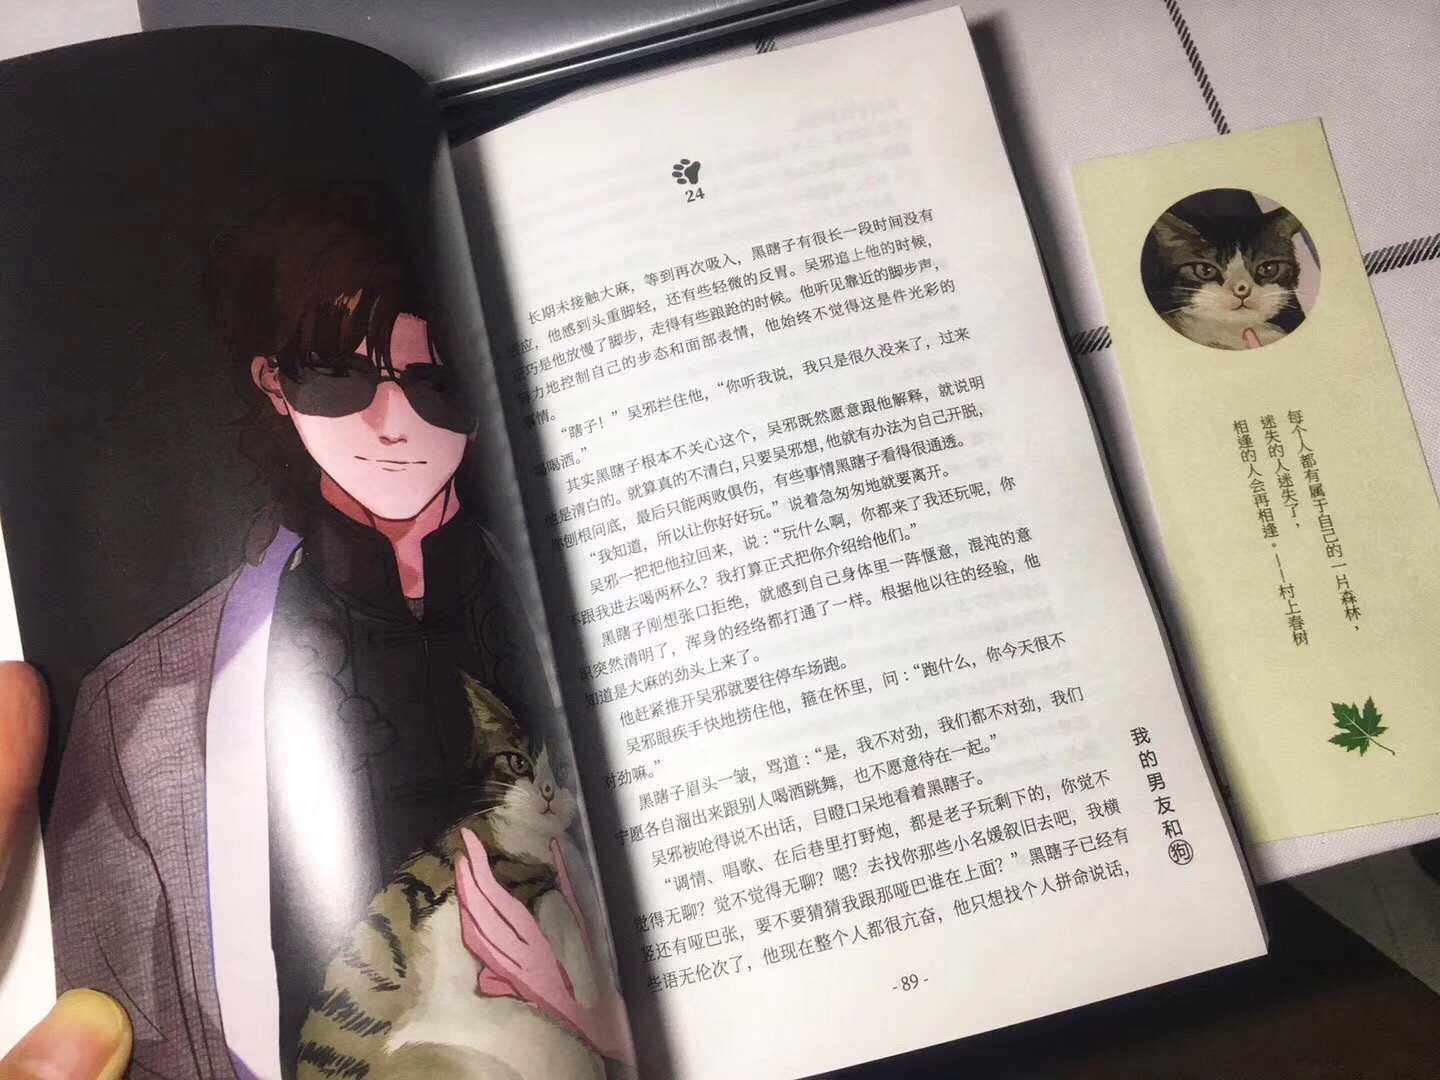 24
长期未接触大麻，等到再次吸入，黑瞎子有很长一段时间没有
适应，他感到头重脚轻，还有些轻微的反胃。吴邪追上他的时候，
正巧是他放慢了脚步，走得有些踉跄的时候。他听见靠近的脚步声，
努力地控制自己的步态和面部表情，他始终不觉得这是件光彩的
事情。
“瞎子！”吴邪拦住他，“你听我说，我只是很久没来了，过来
喝喝酒。”
其实黑瞎子根本不关心这个，吴邪既然愿意跟他解释，就说明
他是清白的。就算真的不清白，只要吴邪想，他就有办法为自己开脱，
你刨根问底，最后只能两败俱伤，有些事情黑瞎子看得很通透。
“我知道，所以让你好好玩。”说着急匆匆地就要离开。
吴邪一把把他拉回来，说：“玩什么啊，你都来了我还玩呢，你
不跟我进去喝两杯么？我打算正式把你介绍给他们。”
黑瞎子刚想张口拒绝，就感到自己身体里一阵惬意，混沌的意
识突然清明了，浑身的经络都打通了一样。根据他以往的经验，他
知道是大麻的劲头上来了。
他赶紧推开吴邪就要往停车场跑。
吴邪眼疾手快地捞住他，箍在怀里，问：“跑什么，你今天很不
对劲嘛。”
黑瞎子眉头一皱，骂道：“是，我不对劲，我们都不对劲，我们
宁愿各自溜出来跟别人喝酒跳舞，也不愿意待在一起。”
吴邪被呛得说不出话，目瞪口呆地看着黑瞎子。
“调情、唱歌、在后巷里打野炮，都是老子玩剩下的，你觉不
觉得无聊？觉不觉得无聊？嗯？去找你那些小名媛叙旧去吧，我横
竖还有哑巴张，要不要猜猜我跟那哑巴谁在上面？”黑瞎子已经有
些语无伦次了，他现在整个人都很亢奋，他只想找个人拼命说话，
- 89 -
我的男友和狗
每个人都有属于自己的一片森林，
迷失的人迷失了，
相逢的人会再相逢。——村上春树